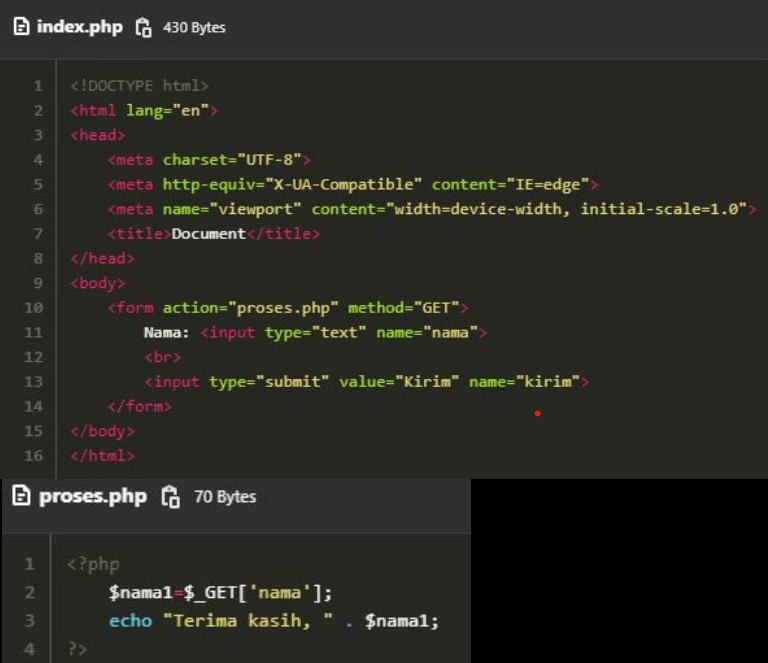 index.php 430 Bytes
1 <!DOCTYPE html>
2 <html lang="en">
3 <head>
4     <meta charset="UTF-8">
5     <meta http-equiv="X-UA-Compatible" content="IE=edge">
6     <meta name="viewport" content="width=device-width, initial-scale=1.0">
7     <title>Document</title>
8 </head>
9 <body>
10     <form action="proses.php" method="GET">
11         Nama: <input type="text" name="nama">
12         <br>
13         <input type="submit" value="Kirim" name="kirim">
14     </form>
15 </body>
16 </html>
proses.php 70 Bytes
1 <?php
2     $nama1=$_GET['nama'];
3     echo "Terima kasih, " . $nama1;
4 ?>